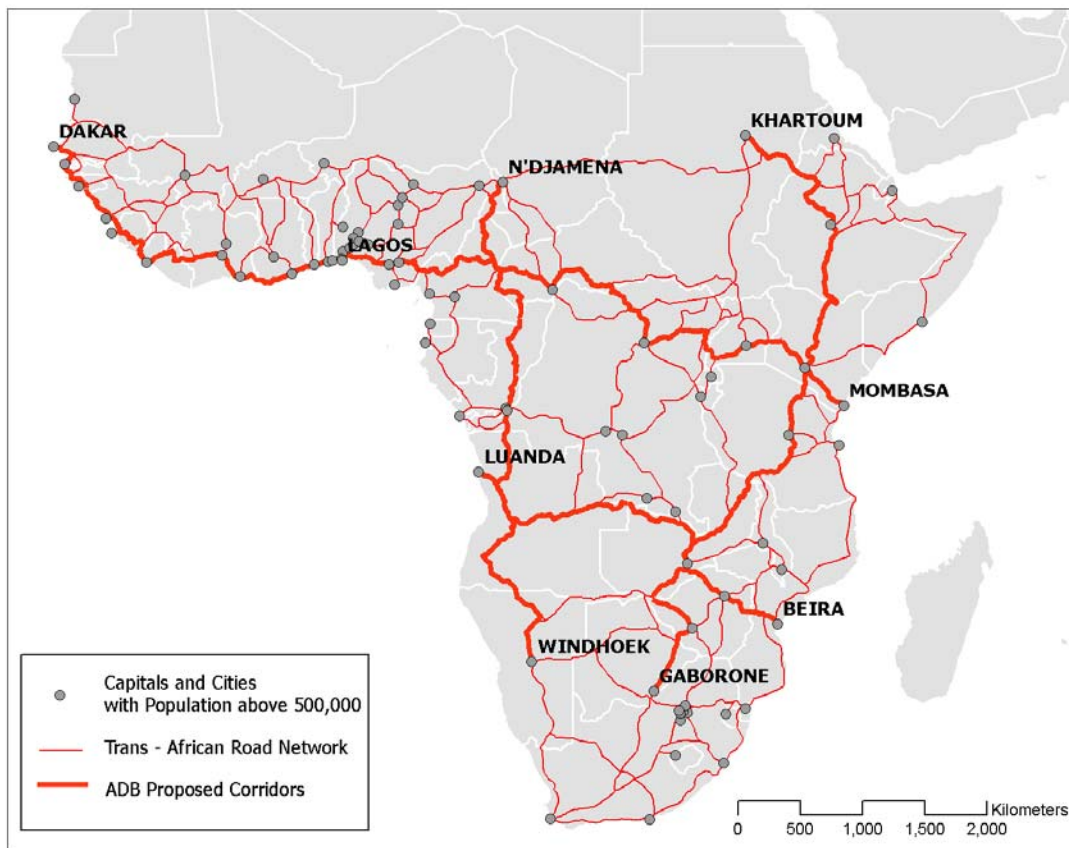 KHARTOUM
DAKAR
N'DJAMENA
LAGOS
MOMBASA
LUANDA
BEIRA
WINDHOEK
GABORONE
Capitals and Cities
with Population above 500,000
Trans - African Road Network
ADB Proposed Corridors
Kilometers
0 500 1,000 1,500 2,000